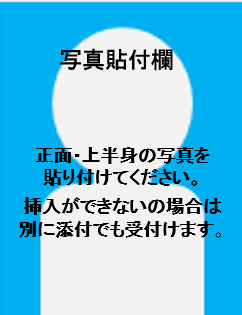 写真貼付欄
正面・上半身の写真を
貼り付けてください。
挿入ができないの場合は
別に添付でも受付けます。